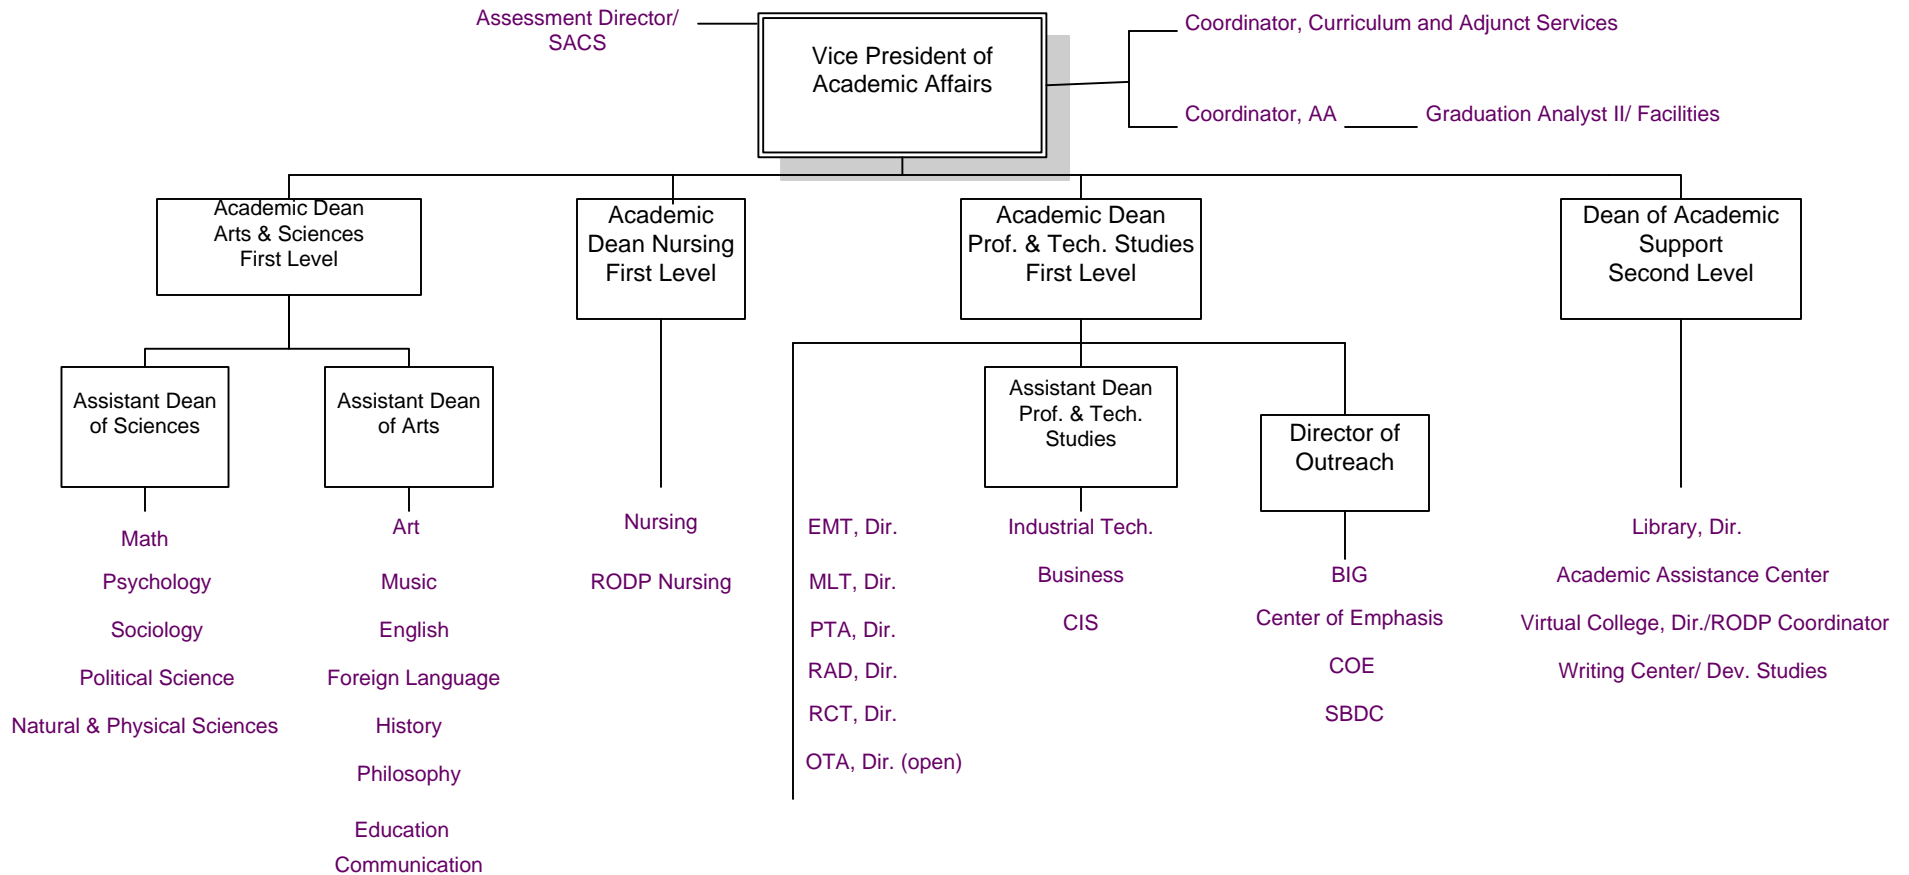 Assessment Director/
SACS
Vice President of
Academic Affairs
Coordinator, Curriculum and Adjunct Services
Coordinator, AA
Graduation Analyst II/ Facilities
Academic Dean
Arts & Sciences
First Level
Academic
Dean Nursing
First Level
Academic Dean
Prof. & Tech. Studies
First Level
Dean of Academic
Support
Second Level
Assistant Dean
of Sciences
Assistant Dean
of Arts
Assistant Dean
Prof. & Tech.
Studies
Director of
Outreach
Math
Psychology
Sociology
Political Science
Natural & Physical Sciences
Art
Music
English
Foreign Language
History
Philosophy
Education
Communication
Nursing
RODP Nursing
EMT, Dir.
MLT, Dir.
PTA, Dir.
RAD, Dir.
RCT, Dir.
OTA, Dir. (open)
Industrial Tech.
Business
CIS
BIG
Center of Emphasis
COE
SBDC
Library, Dir.
Academic Assistance Center
Virtual College, Dir./RODP Coordinator
Writing Center/ Dev. Studies